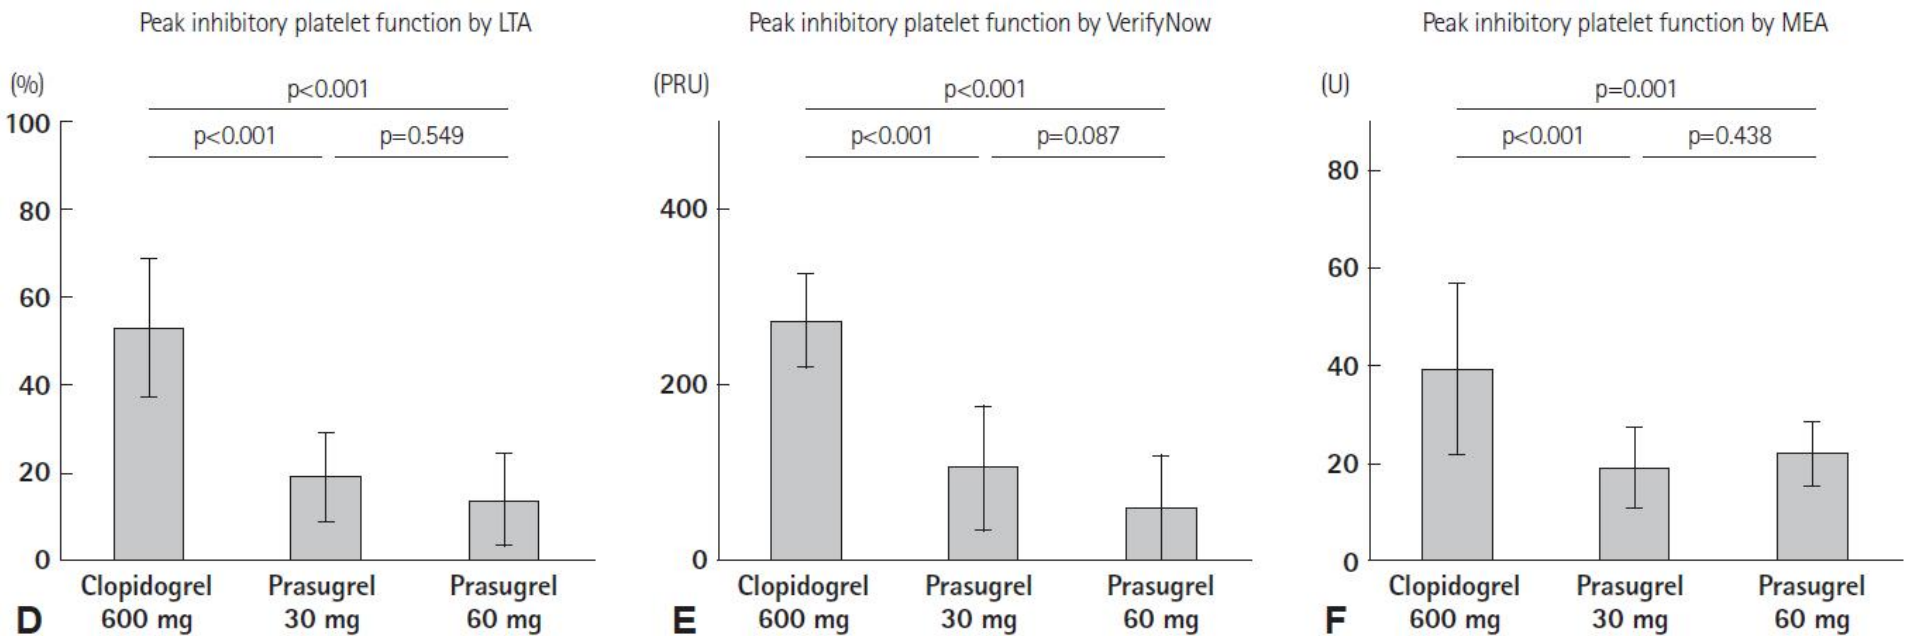 Peak inhibitory platelet function by LTA
(%)
p<0.001
p<0.001 p=0.549
100
80
60
40
20
0
Clopidogrel 600 mg
Prasugrel 30 mg
Prasugrel 60 mg
D
Peak inhibitory platelet function by VerifyNow
(PRU)
p<0.001
p<0.001 p=0.087
400
200
0
Clopidogrel 600 mg
Prasugrel 30 mg
Prasugrel 60 mg
E
Peak inhibitory platelet function by MEA
(U)
p=0.001
p<0.001 p=0.438
80
60
40
20
0
Clopidogrel 600 mg
Prasugrel 30 mg
Prasugrel 60 mg
F